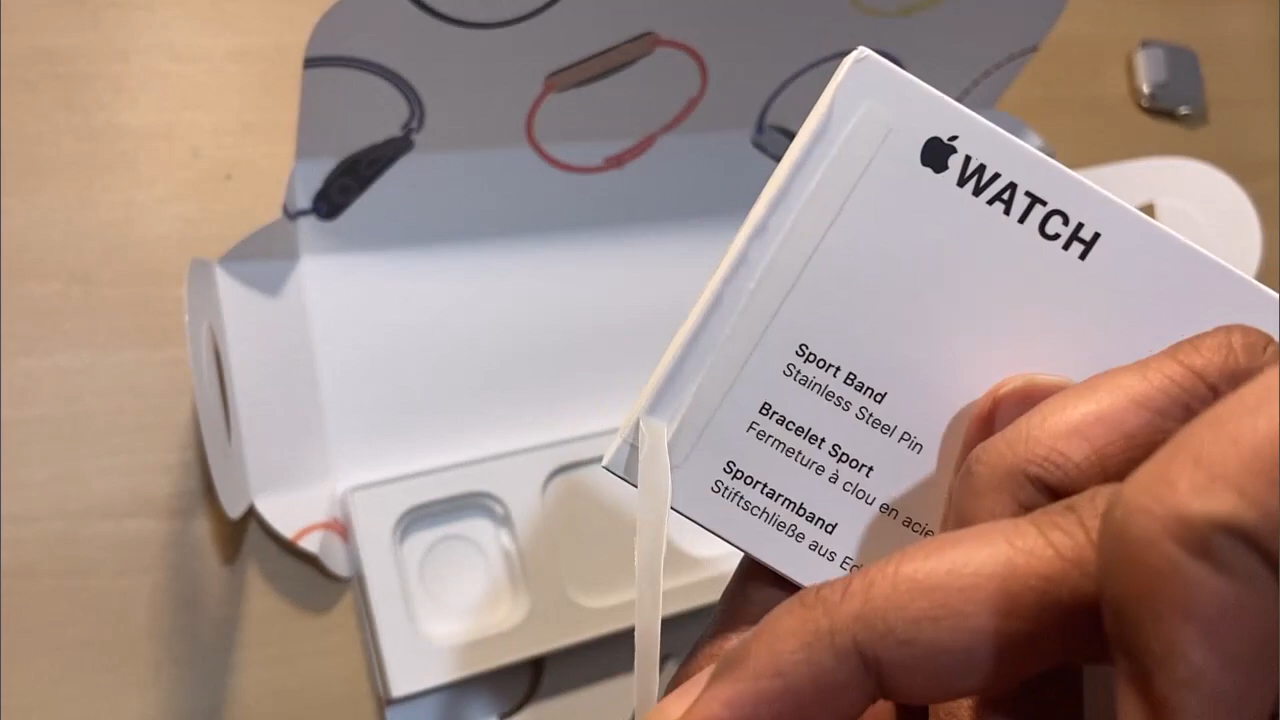 WATCH
Sport Band
Stainless Steel Pin
Bracelet Sport
Fermeture à clou en
Sportarmband
Stiftschließe aus